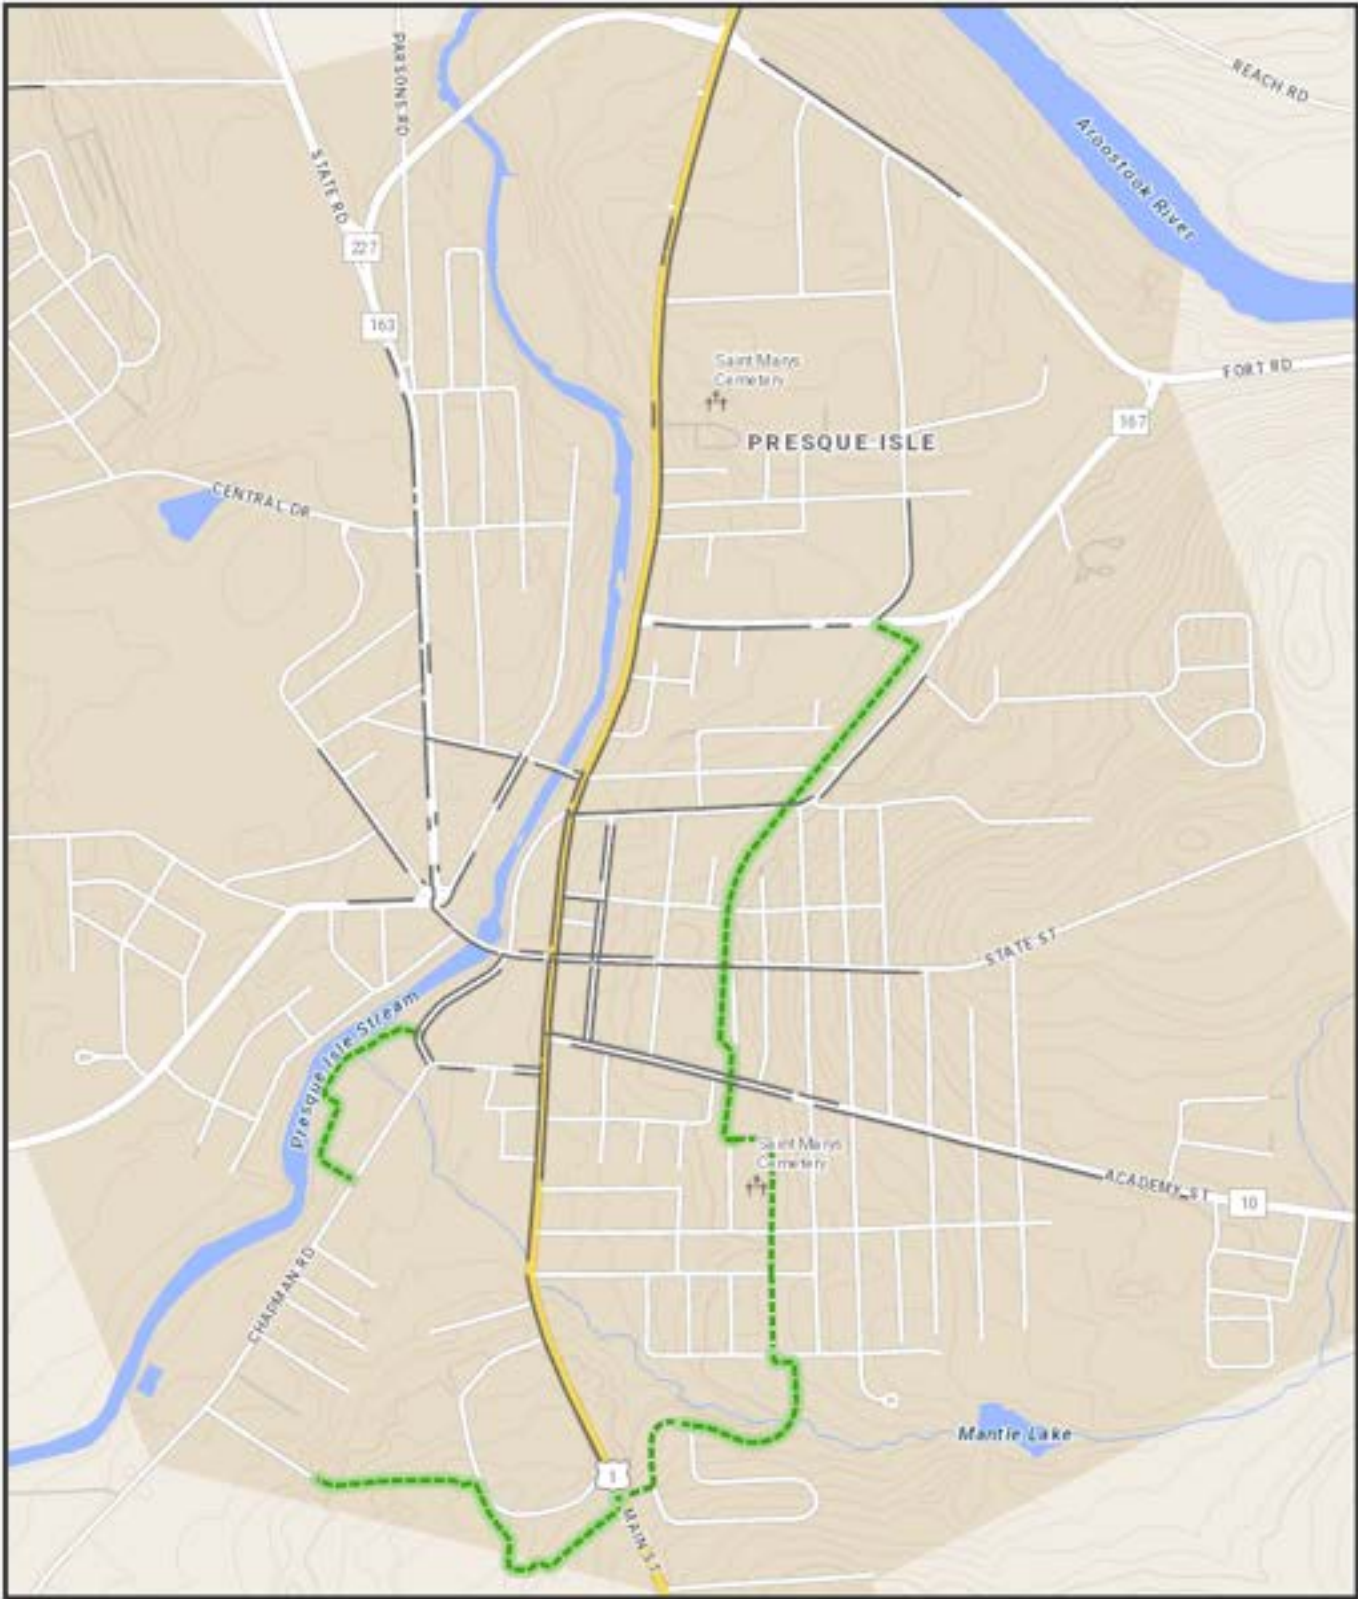 PARSONS RD
REACH RD
STATE RD
Aroostook River
227
163
Saint Marys
Cemetery
FORT RD
167
PRESQUE ISLE
CENTRAL DR
STATE ST
Presque Isle Stream
Saint Marys
Cemetery
ACADEMY ST
10
CHAPMAN RD
Mantle Lake
1
MAIN ST